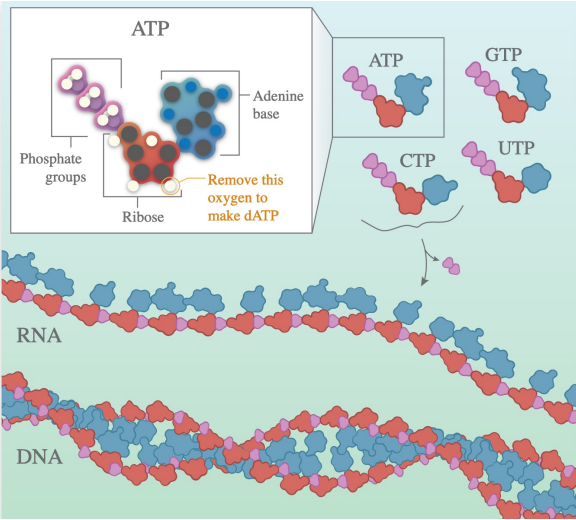 ATP
Adenine
base
Phosphate
groups
Ribose
Remove this
oxygen to
make dATP
ATP
GTP
CTP
UTP
RNA
DNA